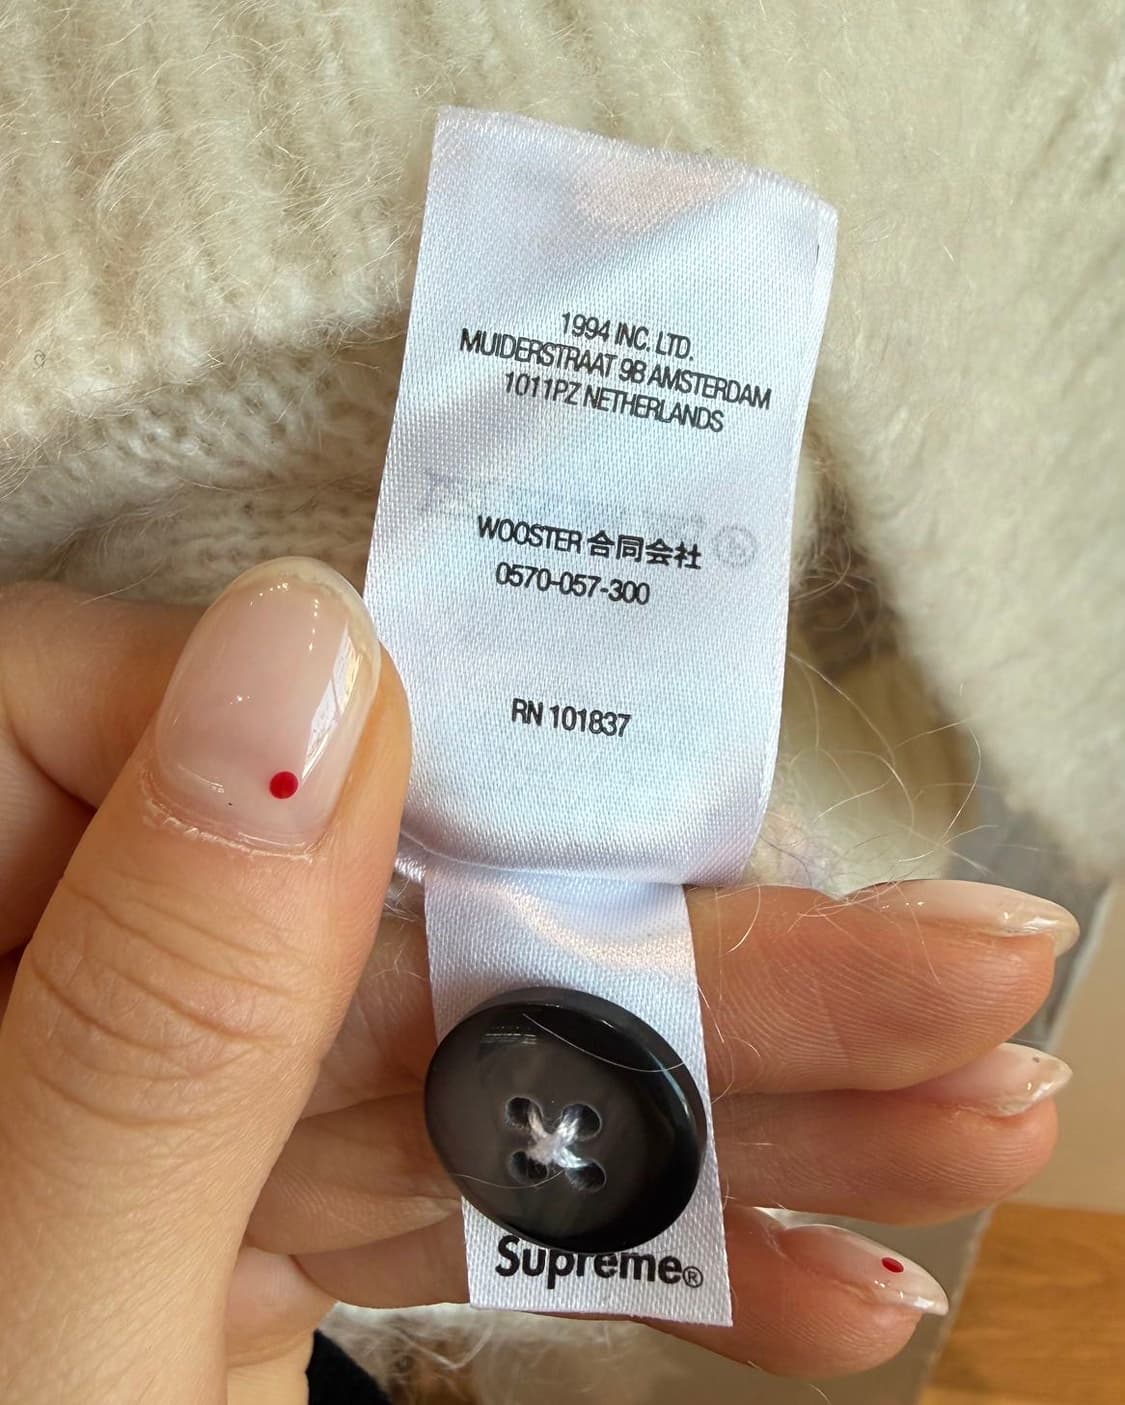 1994 INC. LTD.
MUIDERSTRAAT 9B AMSTERDAM
1011PZ NETHERLANDS
WOOSTER 合同会社
0570-057-300
RN 101837
Supreme®